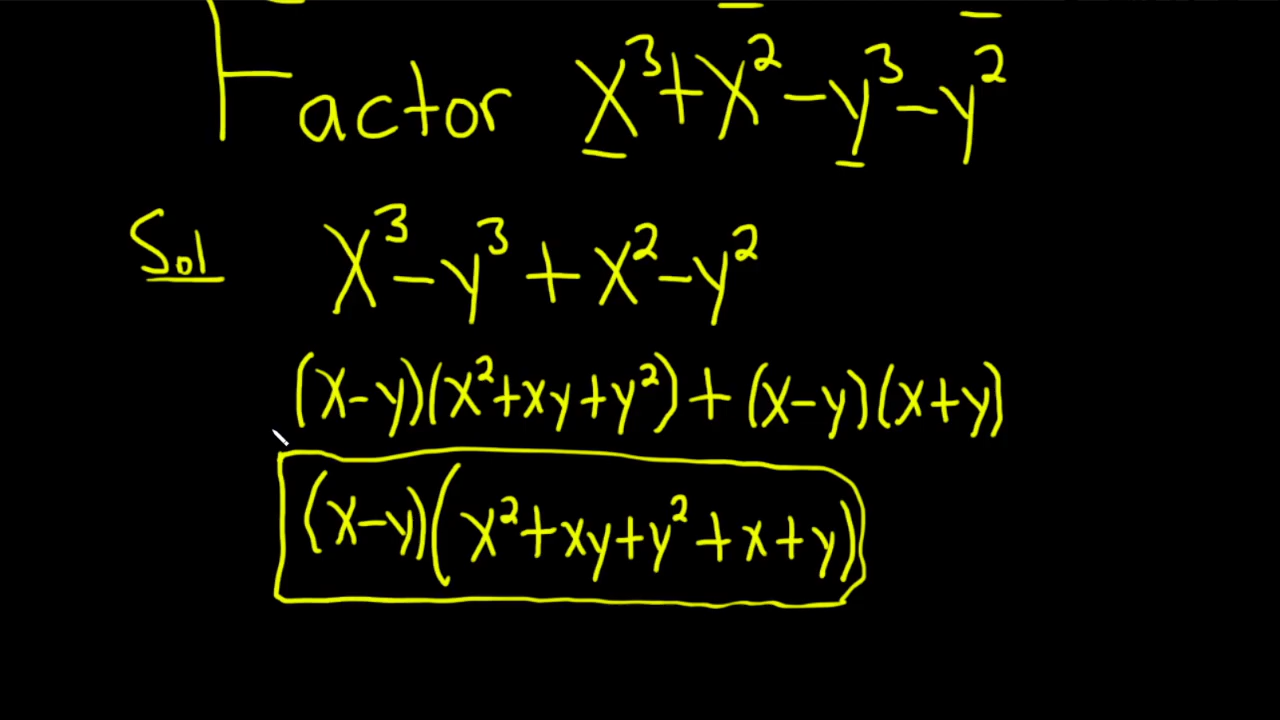 Factor x³+x²-y³-y²
Sol x³-y³+x²-y²
(x-y)(x²+xy+y²)+(x-y)(x+y)
(x-y)(x²+xy+y²+x+y)